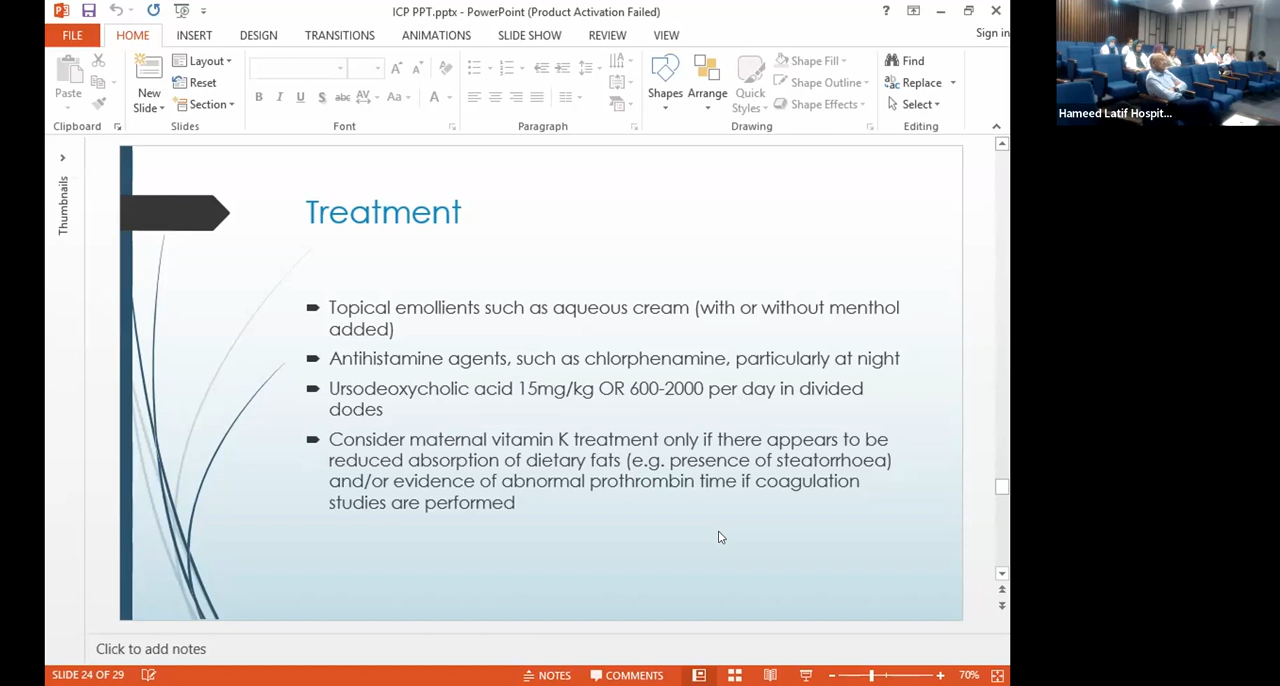 ICP PPT.pptx - PowerPoint (Product Activation Failed)
FILE HOME INSERT DESIGN TRANSITIONS ANIMATIONS SLIDE SHOW REVIEW VIEW Sign in
Paste
Clipboard
New
Slide
Layout
Reset
Section
Slides
Font
Paragraph
Shapes
Arrange
Quick
Styles
Shape Fill
Shape Outline
Shape Effects
Drawing
Find
Replace
Select
Editing
Hameed Latif Hospit...
Thumbnails
Treatment
Topical emollients such as aqueous cream (with or without menthol
added)
Antihistamine agents, such as chlorphenamine, particularly at night
Ursodeoxycholic acid 15mg/kg OR 600-2000 per day in divided
dodes
Consider maternal vitamin K treatment only if there appears to be
reduced absorption of dietary fats (e.g. presence of steatorrhoea)
and/or evidence of abnormal prothrombin time if coagulation
studies are performed
Click to add notes
SLIDE 24 OF 29 NOTES COMMENTS 70%